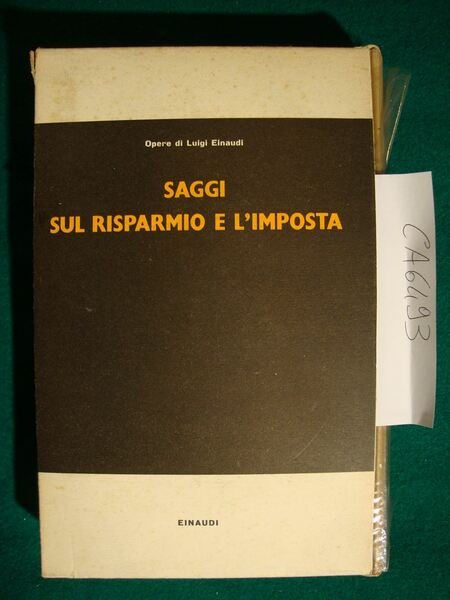 Opere di Luigi Einaudi
SAGGI
SUL RISPARMIO E L'IMPOSTA
CA6493
EINAUDI